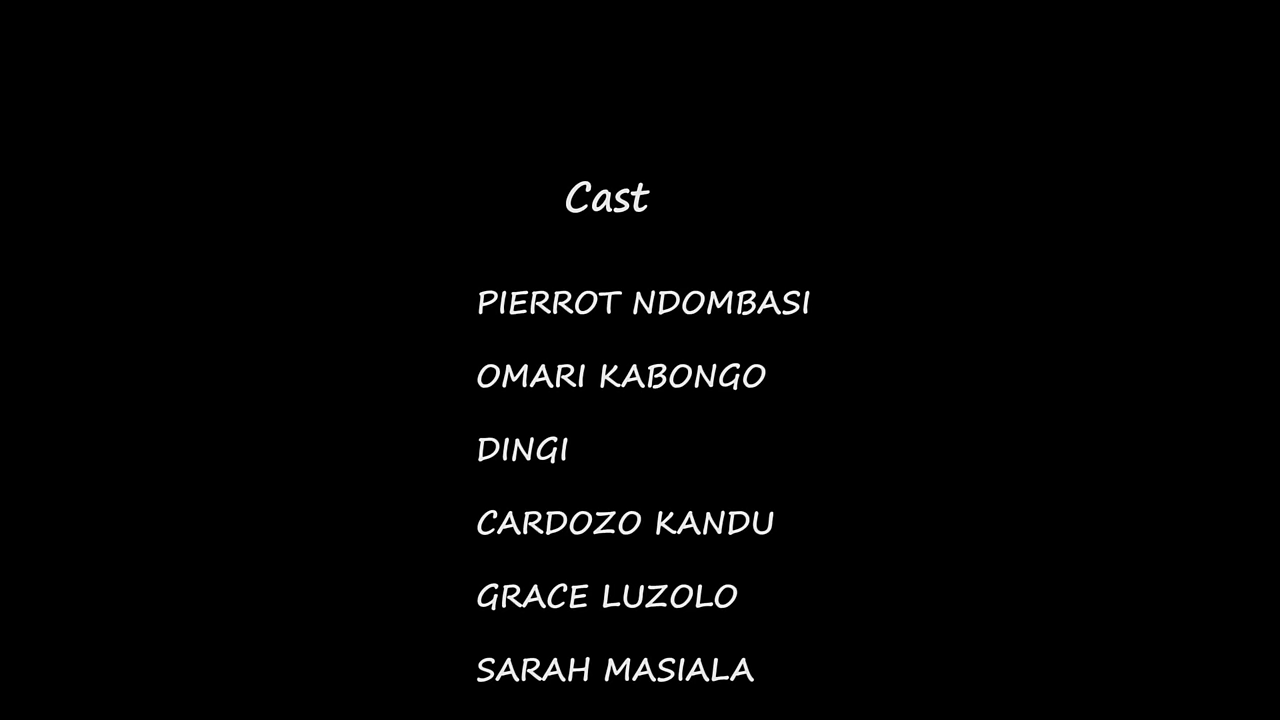 Cast
PIERROT NDOMBASI
OMARI KABONGO
DINGI
CARDOZO KANDU
GRACE LUZOLO
SARAH MASIALA